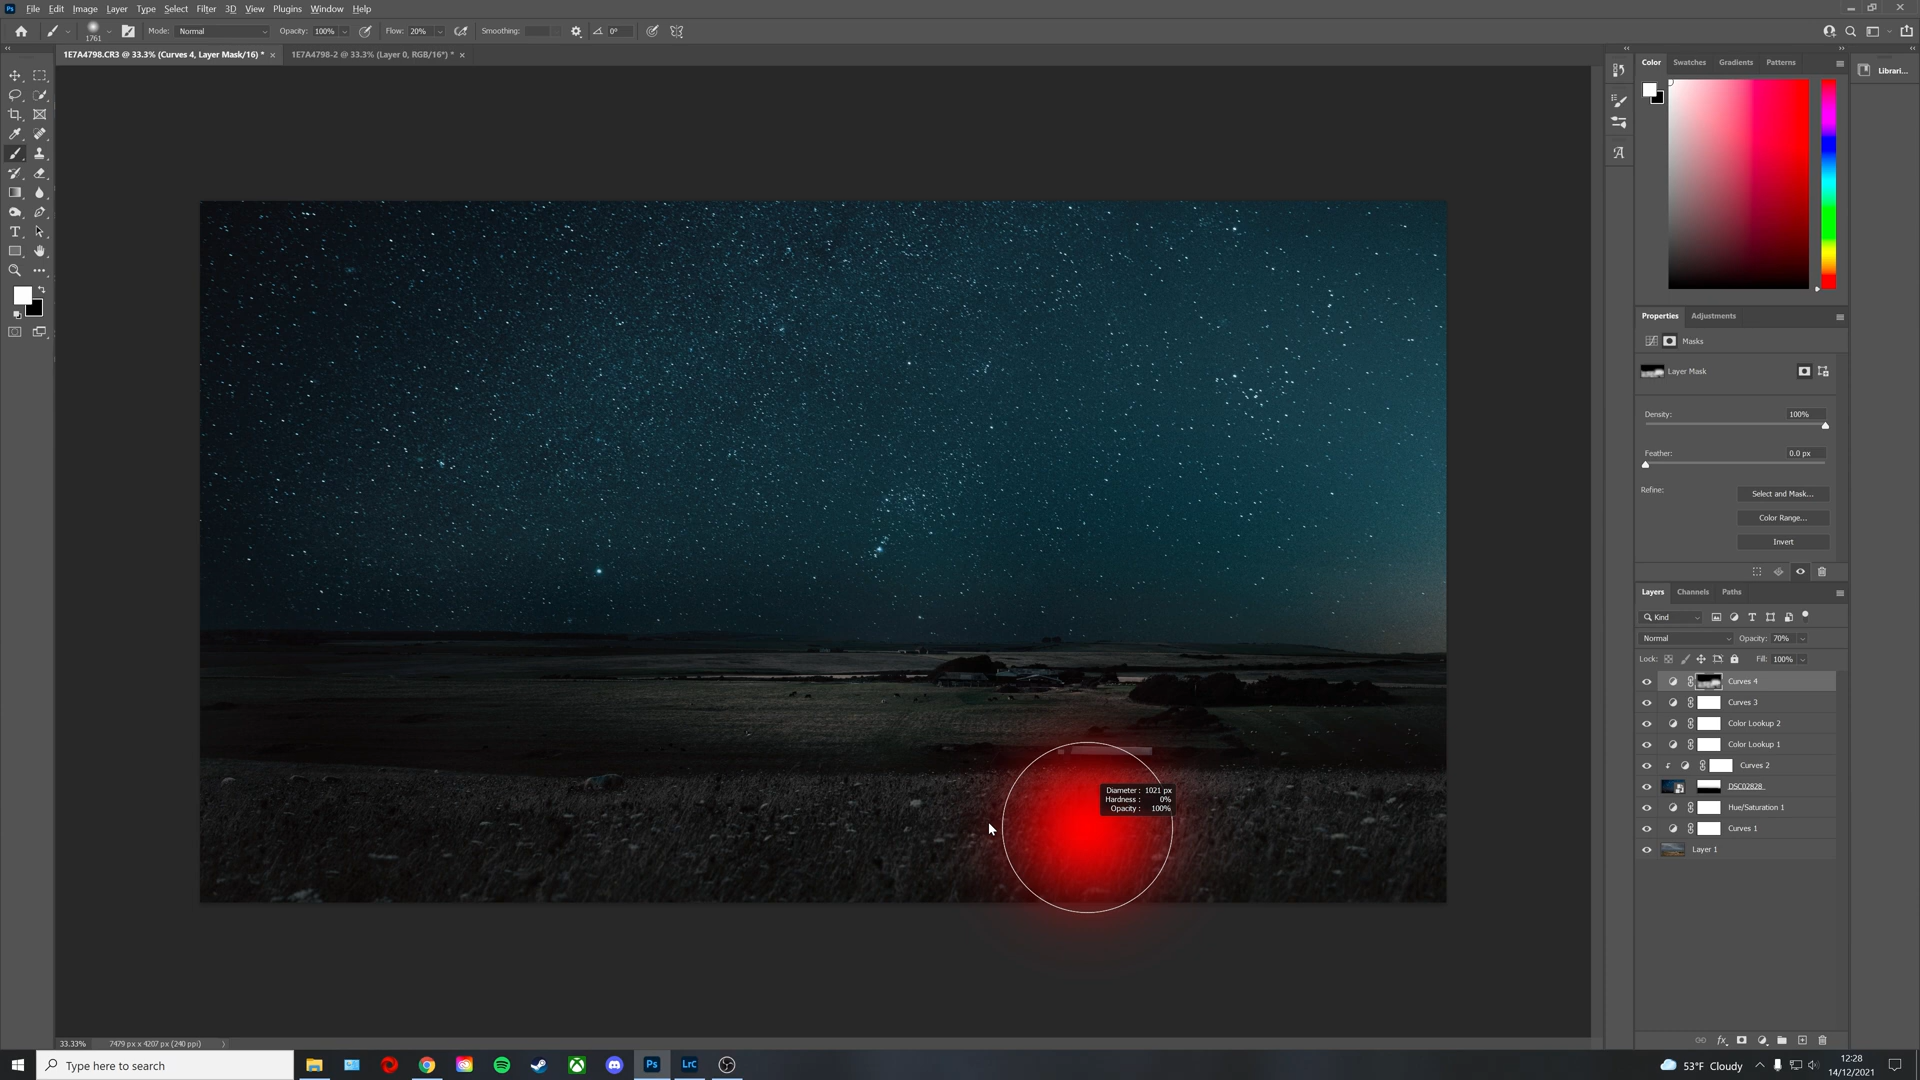 Ps File Edit Image Layer Type Select Filter 3D View Plugins Window Help
1761 Mode: Normal Opacity: 100% Flow: 20% Smoothing: 0°
1E7A4798.CR3 @ 33.3% (Curves 4, Layer Mask/16) * × 1E7A4798-2 @ 33.3% (Layer 0, RGB/16*) * ×
Color Swatches Gradients Patterns
Librari...
Properties Adjustments
Masks
Layer Mask
Density: 100%
Feather: 0.0 px
Refine:
Select and Mask...
Color Range...
Invert
Diameter : 1021 px
Hardness : 0%
Opacity : 100%
Layers Channels Paths
Kind
Normal Opacity: 70%
Lock: Fill: 100%
Curves 4
Curves 3
Color Lookup 2
Color Lookup 1
Curves 2
DSC02828
Hue/Saturation 1
Curves 1
Layer 1
33.33% 7479 px x 4207 px (240 ppi)
Type here to search
Ps LrC
53°F Cloudy
12:28
14/12/2021